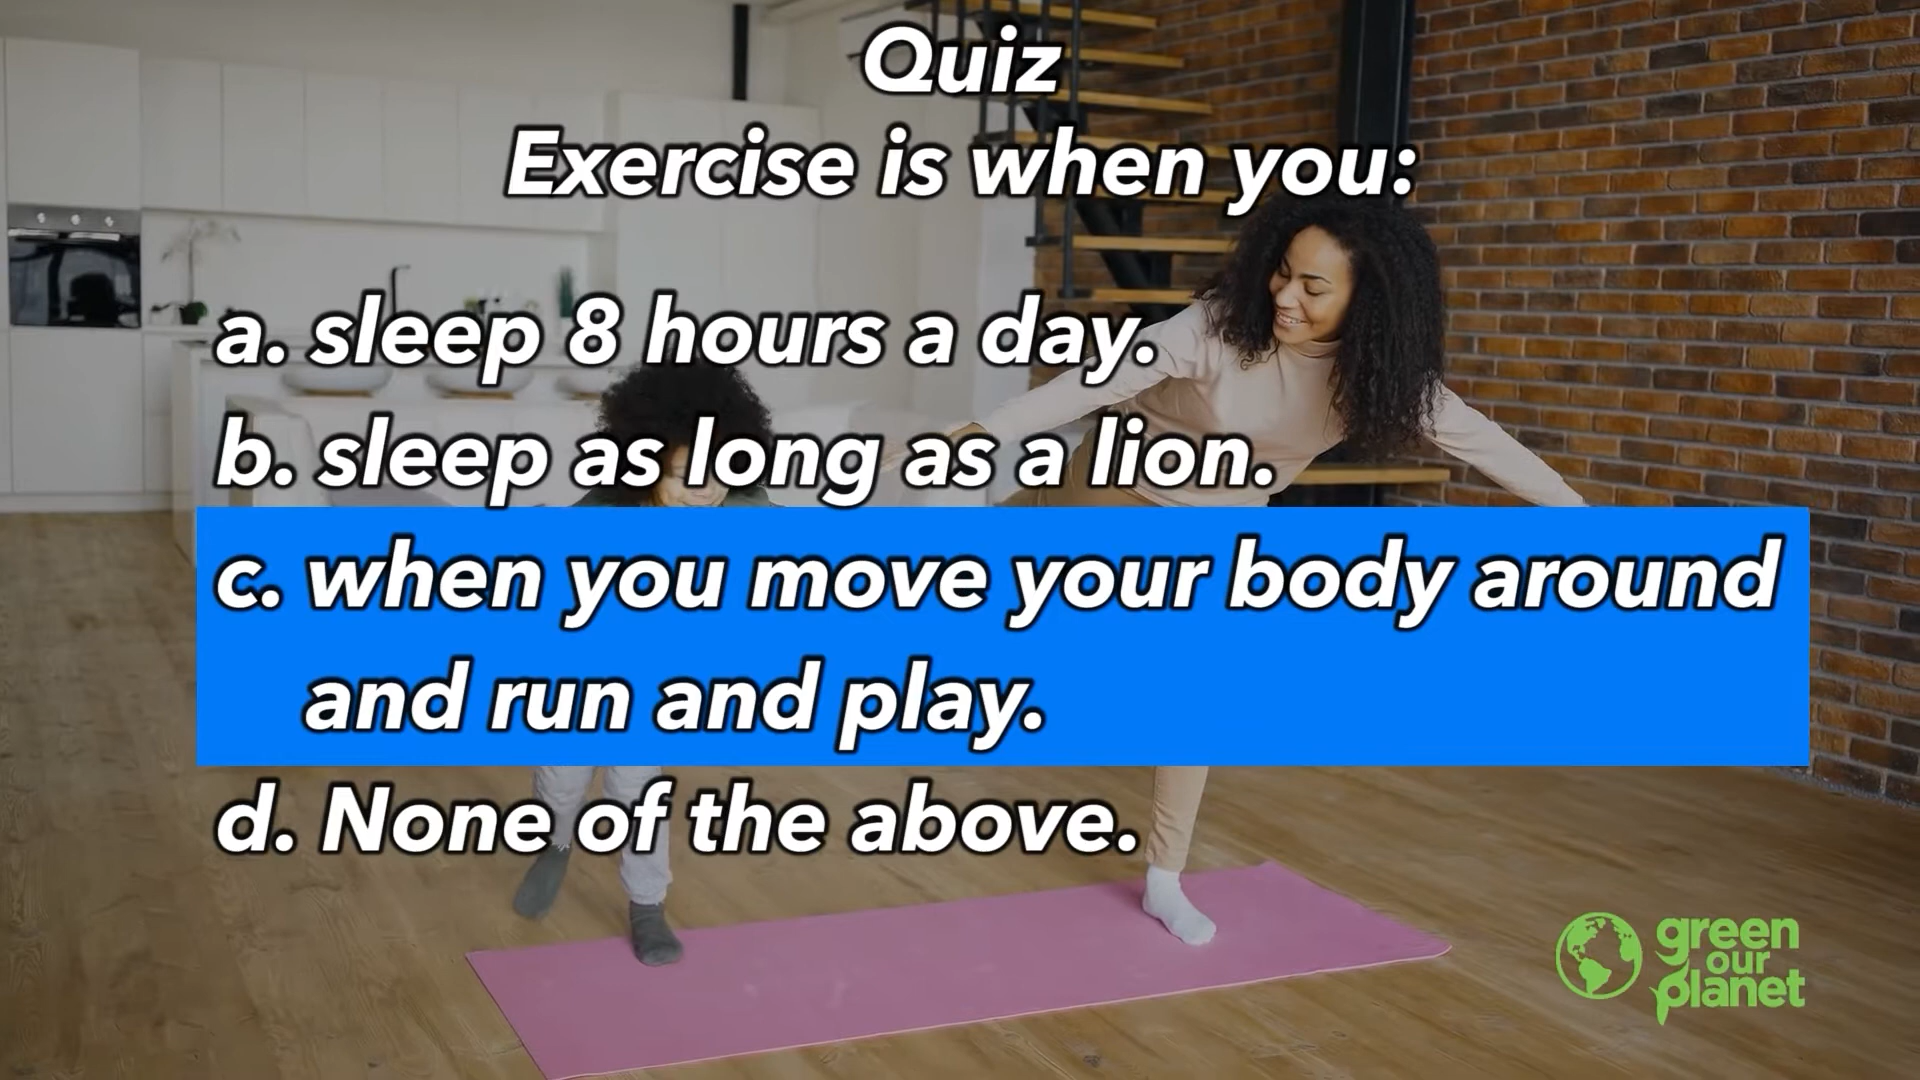 Quiz
Exercise is when you:
a. sleep 8 hours a day.
b. sleep as long as a lion.
c. when you move your body around
and run and play.
d. None of the above.
green
our
planet